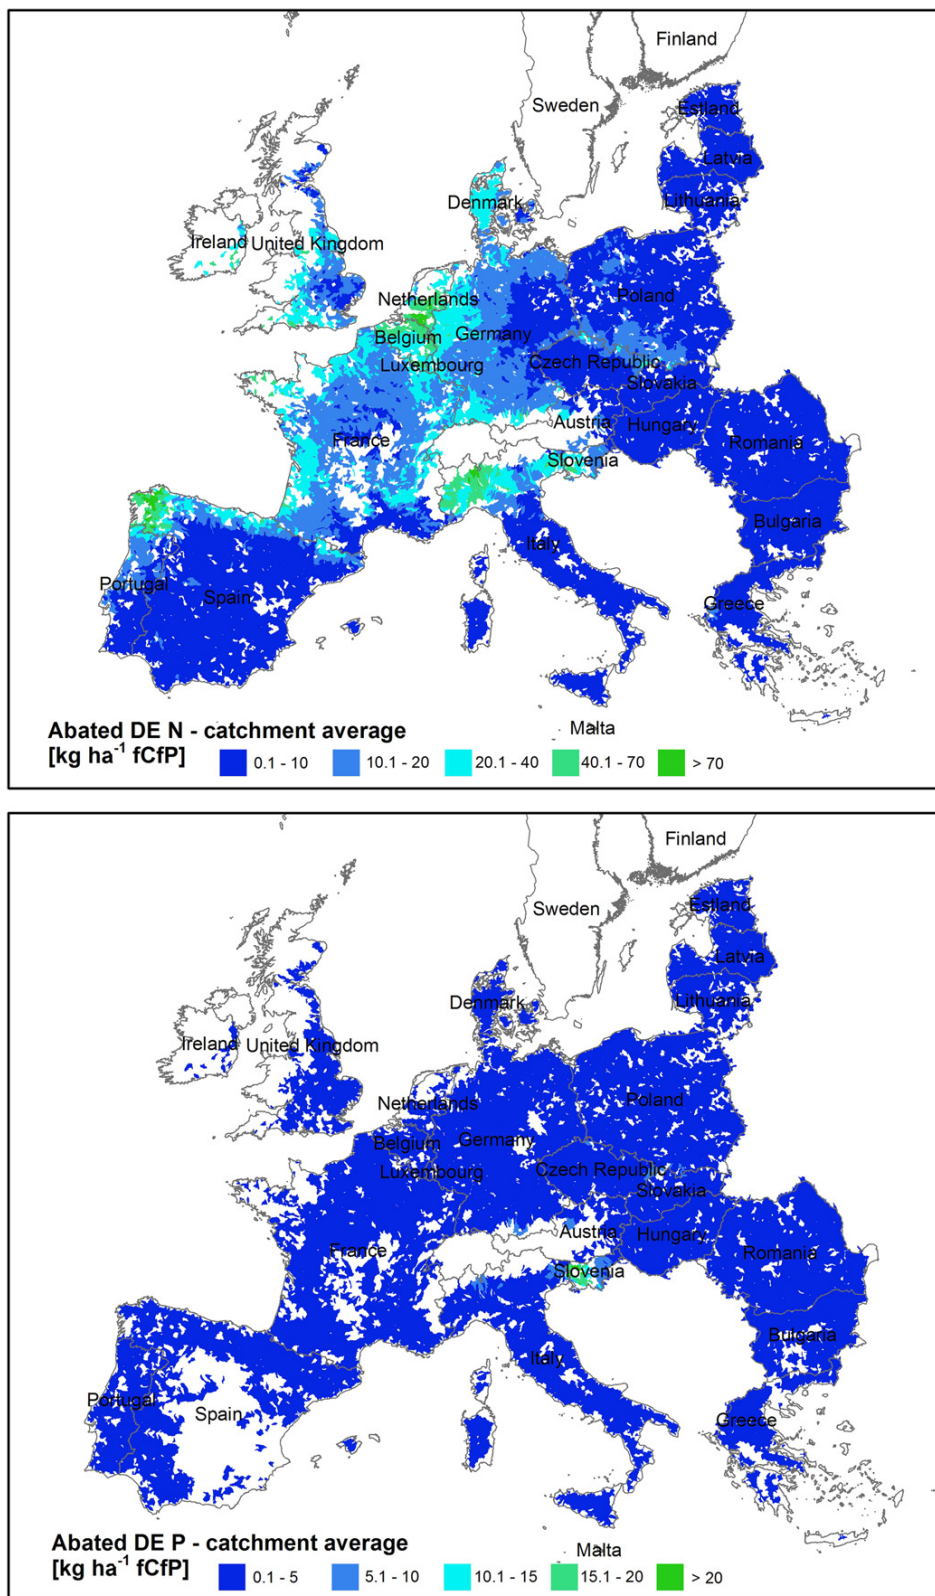 Finland
Sweden
Estland
Latvia
Lithuania
Denmark
Ireland
United Kingdom
Netherlands
Poland
Belgium
Germany
Luxembourg
Czech Republic
Slovakia
Austria
Hungary
France
Romania
Slovenia
Bulgaria
Italy
Portugal
Spain
Greece
Malta
Abated DE N - catchment average
[kg ha-1 fCfP]
0.1 - 10
10.1 - 20
20.1 - 40
40.1 - 70
> 70
Finland
Sweden
Estland
Latvia
Lithuania
Denmark
Ireland
United Kingdom
Netherlands
Poland
Belgium
Germany
Luxembourg
Czech Republic
Slovakia
Austria
Hungary
France
Romania
Slovenia
Bulgaria
Italy
Portugal
Spain
Greece
Malta
Abated DE P - catchment average
[kg ha-1 fCfP]
0.1 - 5
5.1 - 10
10.1 - 15
15.1 - 20
> 20